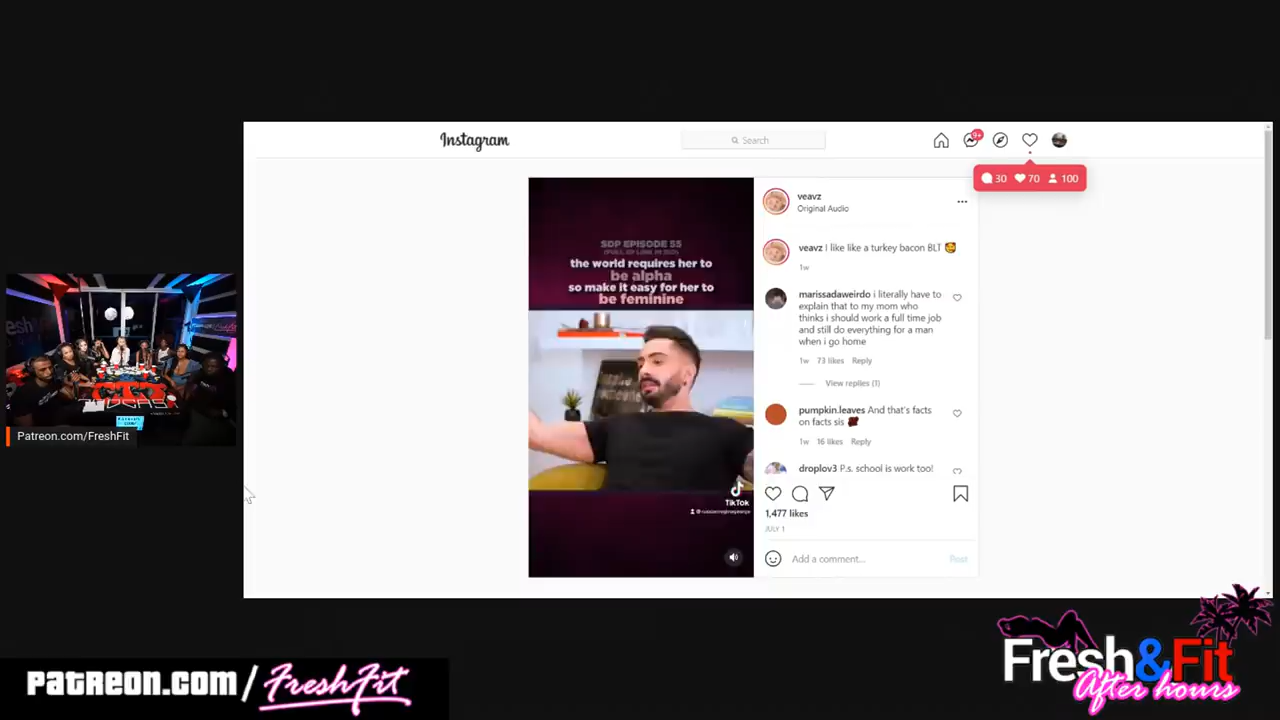 Instagram
Search
9+
30 70 100
SDP EPISODE 55
the world requires her to
be alpha
so make it easy for her to
be feminine
TikTok
veavz
Original Audio
veavz I like like a turkey bacon BLT
1w
marissadaweirdo i literally have to
explain that to my mom who
thinks i should work a full time job
and still do everything for a man
when i go home
1w 73 likes Reply
View replies (1)
pumpkin.leaves And that's facts
on facts sis
1w 16 likes Reply
droplov3 P.s. school is work too!
1,477 likes
JULY 1
Add a comment...
Post
Patreon.com/FreshFit
PATREON.COM/FreshFit
Fresh&Fit
After hours